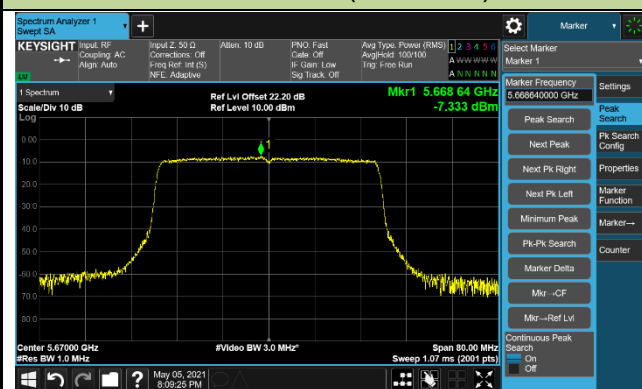 Spectrum Analyzer 1
Swept SA
Marker
KEYSIGHT
Input: RF
Coupling: AC
Align: Auto
Input Z: 50 Ω
Corrections: Off
Freq Ref: Int (S)
NFE: Adaptive
Atten: 10 dB
PNO: Fast
Gate: Off
IF Gain: Low
Sig Track: Off
Avg Type: Power (RMS)
Avg|Hold: 100/100
Trig: Free Run
1 2 3 4 5 6
A W W W W W
A N N N N N
Select Marker
Marker 1
LU
1 Spectrum
Scale/Div 10 dB
Log
Ref Lvl Offset 22.20 dB
Ref Level 10.00 dBm
Mkr1 5.668 64 GHz
-7.333 dBm
Marker Frequency
5.668640000 GHz
Settings
Peak Search
Next Peak
Next Pk Right
Next Pk Left
Minimum Peak
Pk-Pk Search
Marker Delta
Mkr→CF
Mkr→Ref Lvl
Continuous Peak
Search
On
Off
Peak
Search
Pk Search
Config
Properties
Marker
Function
Marker→
Counter
1
0.00
-10.0
-20.0
-30.0
-40.0
-50.0
-60.0
-70.0
-80.0
Center 5.67000 GHz
#Res BW 1.0 MHz
#Video BW 3.0 MHz*
Span 80.00 MHz
Sweep 1.07 ms (2001 pts)
May 05, 2021
8:09:25 PM